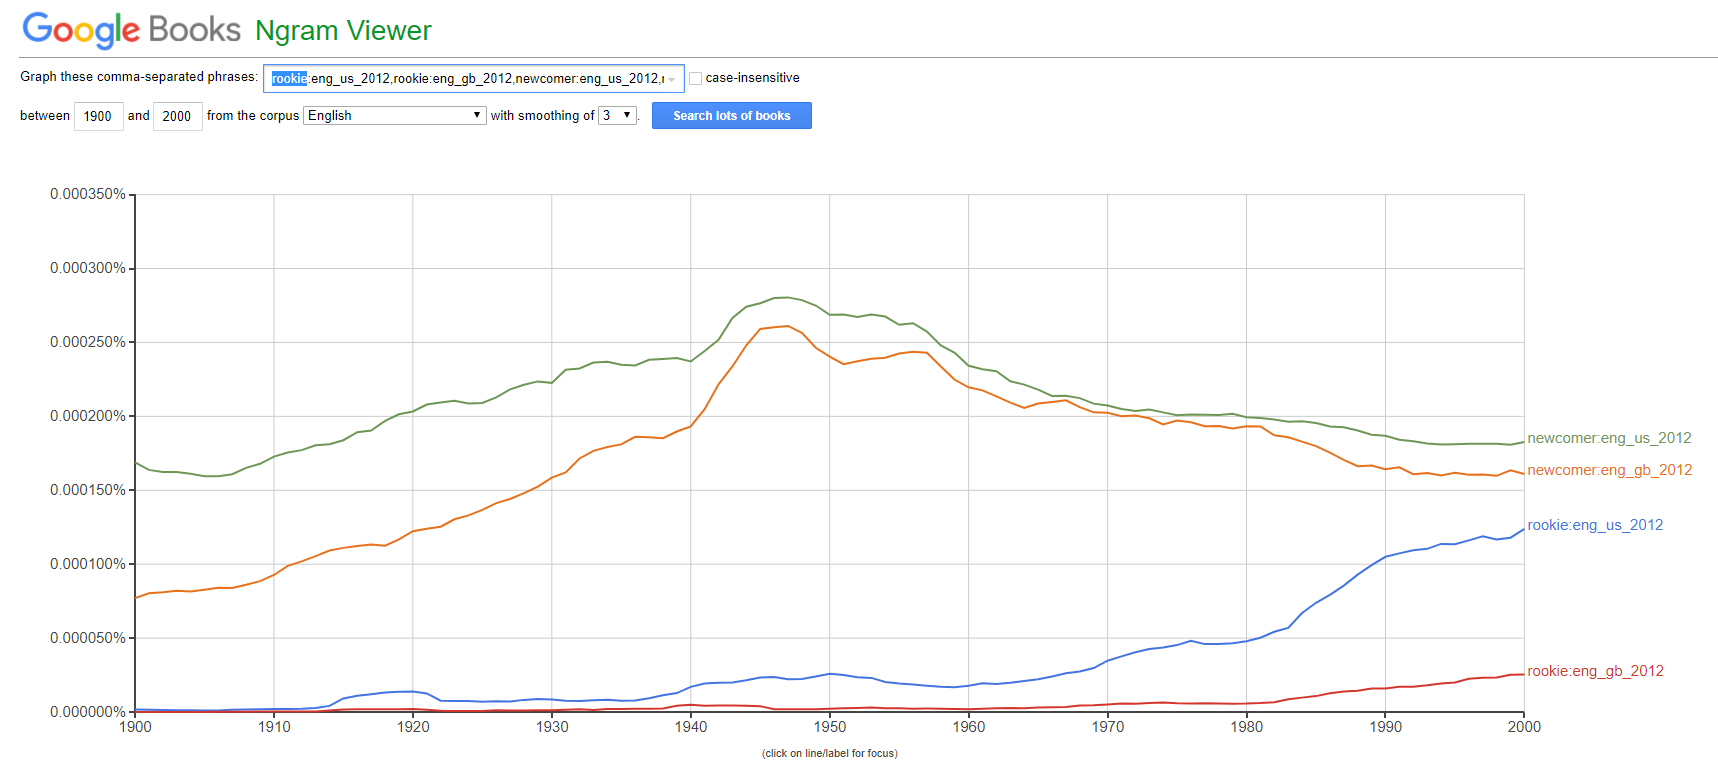 Google Books Ngram Viewer
Graph these comma-separated phrases: rookie:eng_us_2012,rookie:eng_gb_2012,newcomer:eng_us_2012, case-insensitive
between 1900 and 2000 from the corpus English with smoothing of 3 . Search lots of books
0.000350%
0.000300%
0.000250%
0.000200%
0.000150%
0.000100%
0.000050%
0.000000%
newcomer:eng_us_2012
newcomer:eng_gb_2012
rookie:eng_us_2012
rookie:eng_gb_2012
1900 1910 1920 1930 1940 1950 1960 1970 1980 1990 2000
(click on line/label for focus)